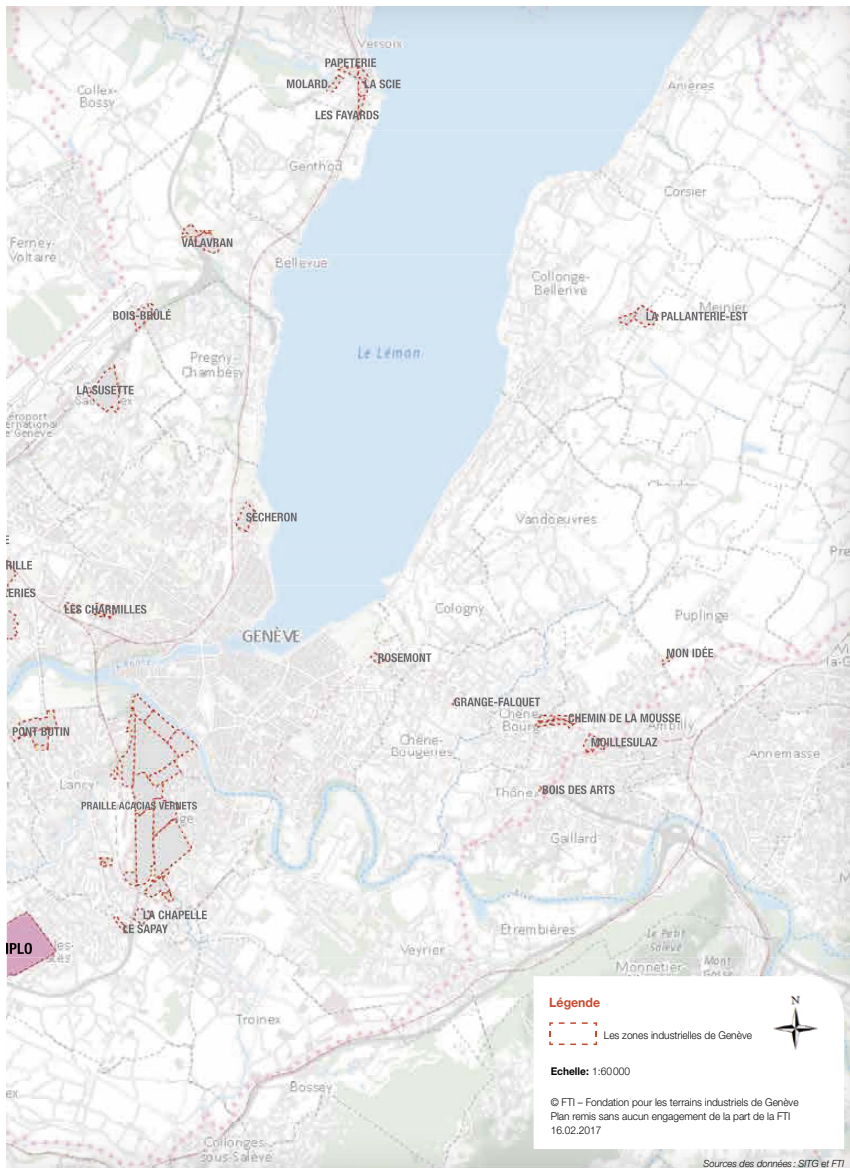 Versoix
PAPETERIE
MOLARD
LA SCIE
Collex-
Bossy
Anières
LES FAYARDS
Genthod
Corsier
VALAVRAN
Ferney-
Voltaire
Bellevue
Collonge-
Bellerive
Meinier
BOIS-BRÛLÉ
LA PALLANTERIE-EST
Pregny-
Chambésy
Le Léman
LA SUSETTE
SÉCHERON
Vandoeuvres
RILLE
ERIES
LES CHARMILLES
Cologny
Puplinge
GENÈVE
MON IDÉE
ROSEMONT
GRANGE-FALQUET
Chêne-
Bourg
CHEMIN DE LA MOUSSE
Ambilly
PONT BUTIN
Chêne-
Bougeries
MOILLESULAZ
Annemasse
Lancy
Thônex
BOIS DES ARTS
PRAILLE ACACIAS VERNETS
Gaillard
LA CHAPELLE
LE SAPAY
IPLO
Etrembières
Veyrier
Le Petit
Salève
Monnetier
Mont
Troinex
Bossey
Collonges
-sous-Salève
Légende
N
Les zones industrielles de Genève
Echelle: 1:60 000
© FTI – Fondation pour les terrains industriels de Genève
Plan remis sans aucun engagement de la part de la FTI
16.02.2017
Sources des données : SITG et FTI